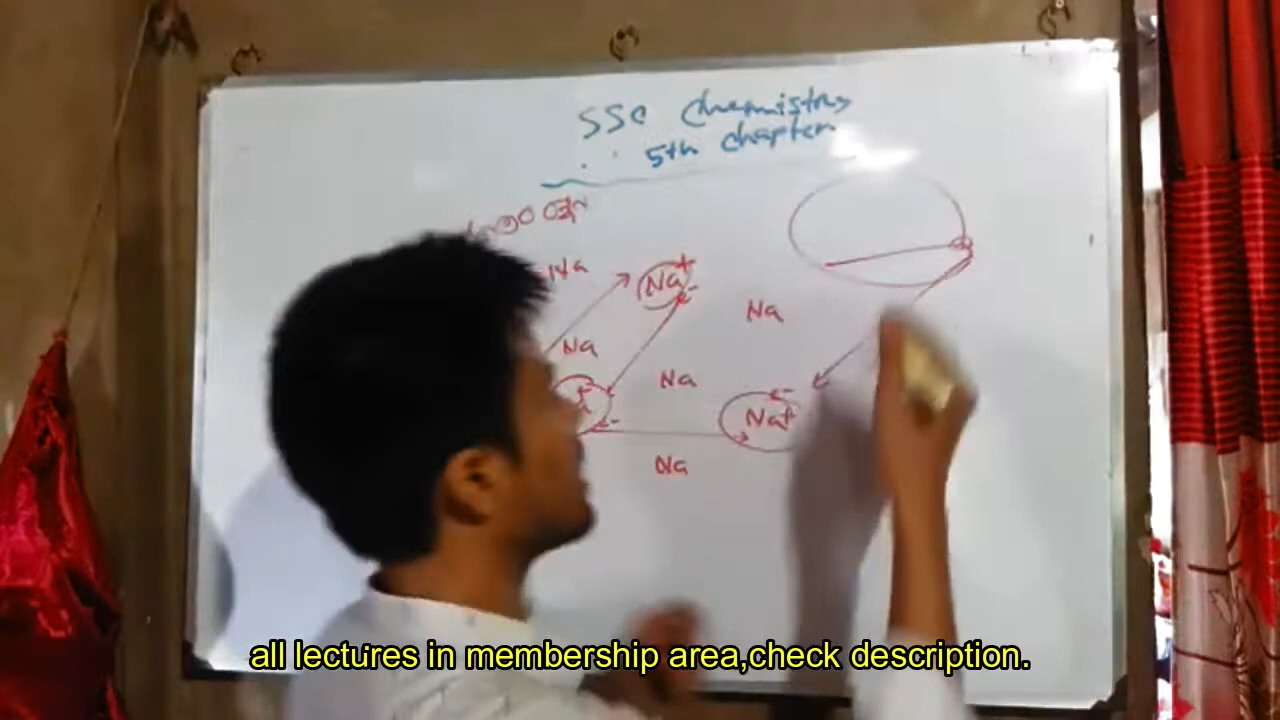 SSC Chemistry
5th chapter
Na
Na+
e-
Na
Na
Na
e-
e-
Na+
Na
all lectures in membership area,check description.